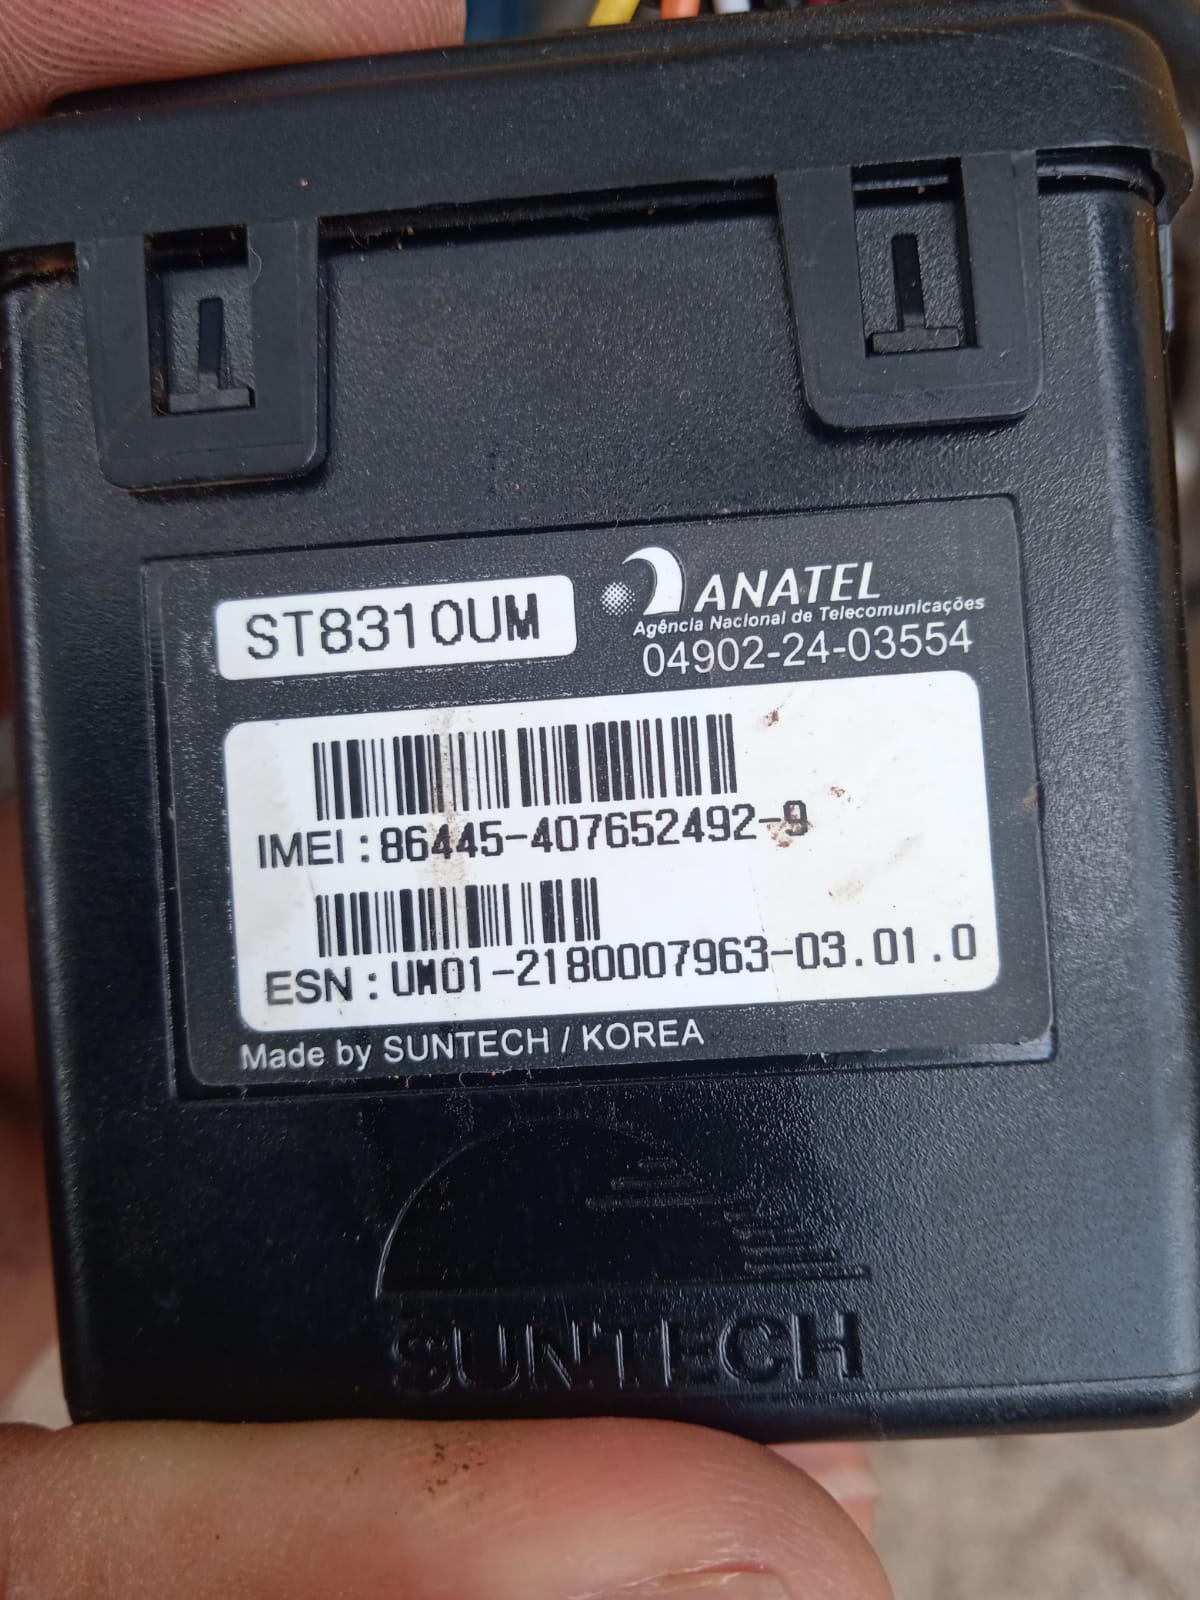 ST8310UM
ANATEL
Agência Nacional de Telecomunicações
04902-24-03554
IMEI : 86445-407652492-9
ESN : UM01-2180007963-03.01.0
Made by SUNTECH / KOREA
SUNTECH